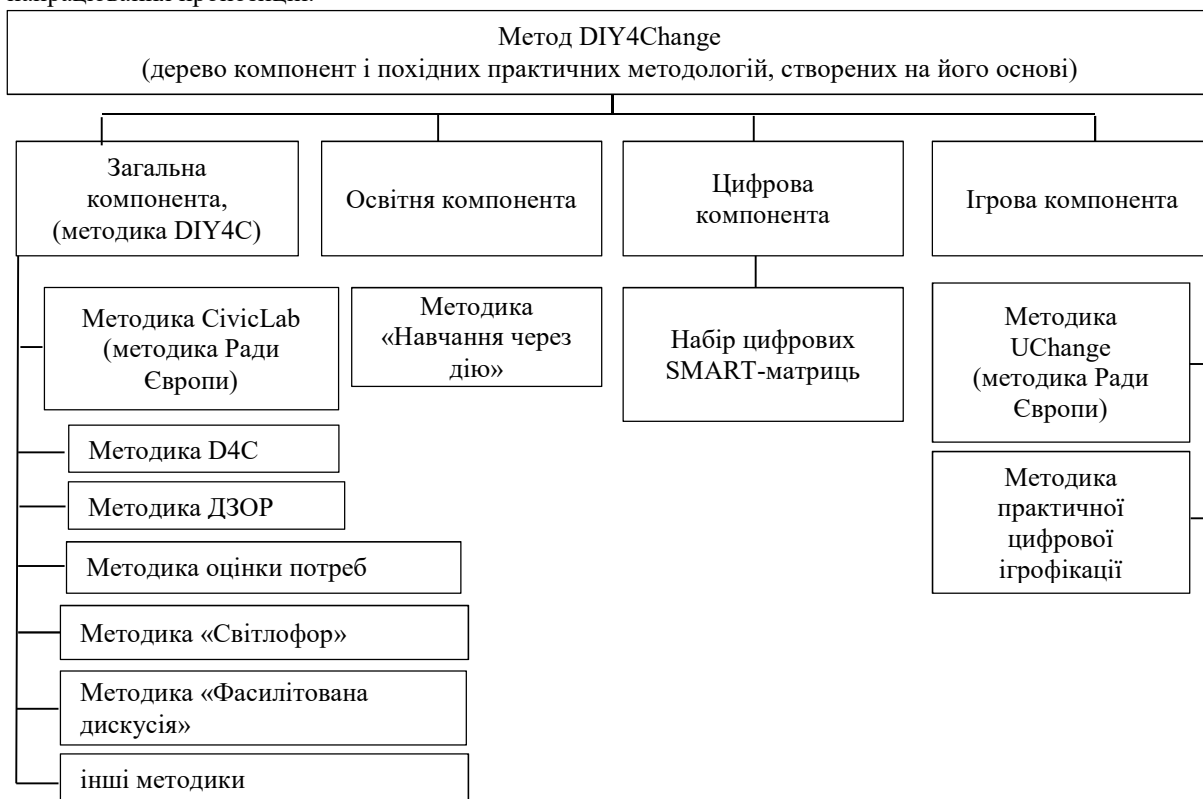 Метод DIY4Change
(дерево компонент і похідних практичних методологій, створених на його основі)
Загальна
компонента,
(методика DIY4C)
Освітня компонента
Цифрова
компонента
Ігрова компонента
Методика CivicLab
(методика Ради
Європи)
Методика D4C
Методика ДЗОР
Методика оцінки потреб
Методика «Світлофор»
Методика «Фасилітована
дискусія»
інші методики
Методика
«Навчання через
дію»
Набір цифрових
SMART-матриць
Методика
UChange
(методика Ради
Європи)
Методика
практичної
цифрової
ігрофікації